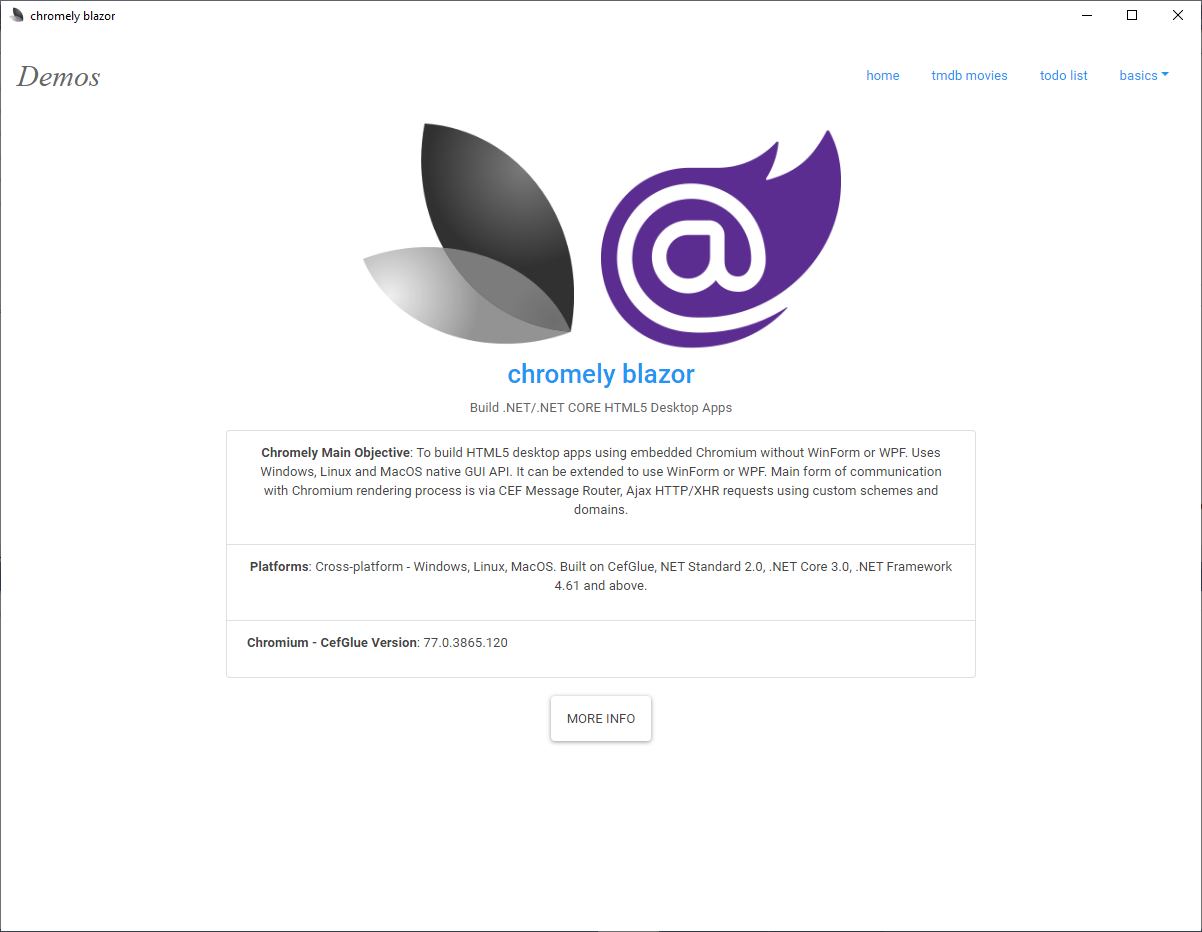 chromely blazor
Demos
home
tmdb movies
todo list
basics
chromely blazor
Build .NET/.NET CORE HTML5 Desktop Apps
Chromely Main Objective: To build HTML5 desktop apps using embedded Chromium without WinForm or WPF. Uses
Windows, Linux and MacOS native GUI API. It can be extended to use WinForm or WPF. Main form of communication
with Chromium rendering process is via CEF Message Router, Ajax HTTP/XHR requests using custom schemes and
domains.
Platforms: Cross-platform - Windows, Linux, MacOS. Built on CefGlue, NET Standard 2.0, .NET Core 3.0, .NET Framework
4.61 and above.
Chromium - CefGlue Version: 77.0.3865.120
MORE INFO